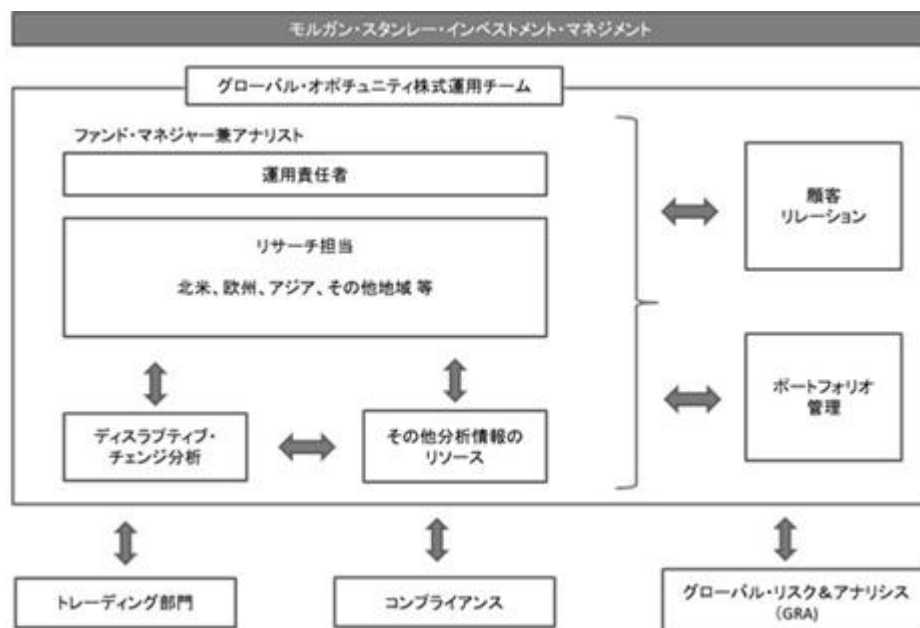 モルガン・スタンレー・インベストメント・マネジメント
グローバル・オポチュニティ株式運用チーム
ファンド・マネジャー兼アナリスト
運用責任者
リサーチ担当
北米、欧州、アジア、その他地域 等
ディスラプティブ・
チェンジ分析
その他分析情報の
リソース
顧客
リレーション
ポートフォリオ
管理
トレーディング部門
コンプライアンス
グローバル・リスク&アナリシス
(GRA)